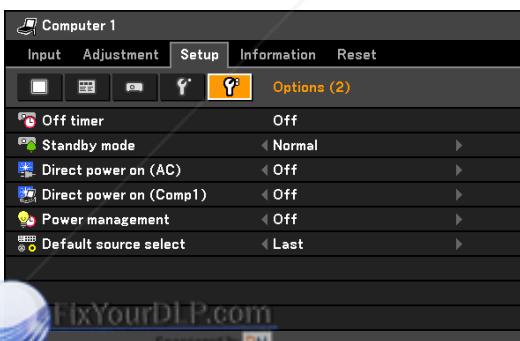 Computer 1
Input Adjustment Setup Information Reset
Options (2)
Off timer Off
Standby mode Normal
Direct power on (AC) Off
Direct power on (Comp1) Off
Power management Off
Default source select Last
FixYourDLP.com